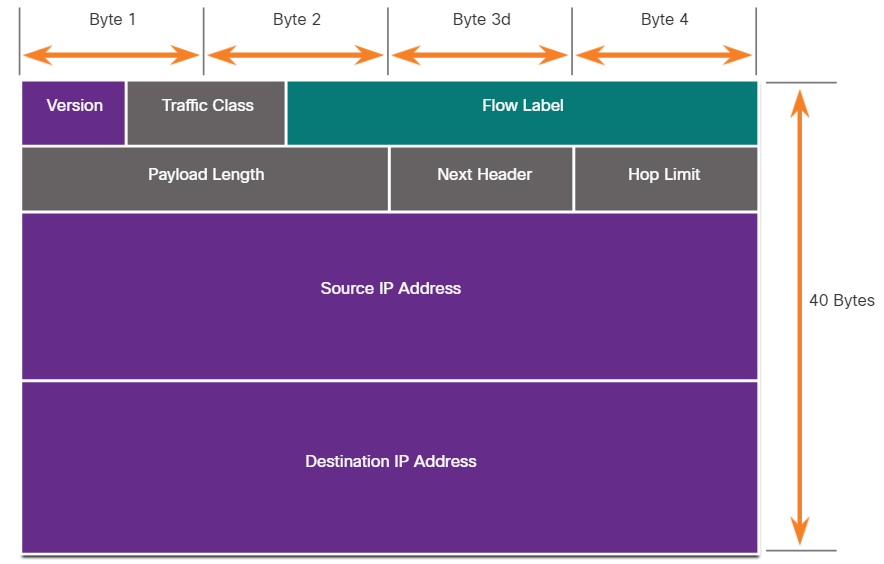 Byte 1
Byte 2
Byte 3d
Byte 4
Version
Traffic Class
Flow Label
Payload Length
Next Header
Hop Limit
Source IP Address
40 Bytes
Destination IP Address